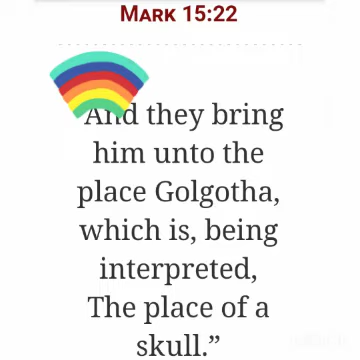 Mark 15:22
“And they bring
him unto the
place Golgotha,
which is, being
interpreted,
The place of a
skull.”